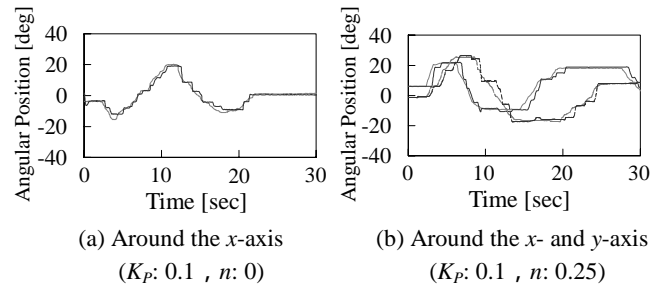 Angular Position [deg]
40
20
0
-20
-40
0 10 20 30
Time [sec]
(a) Around the x-axis
(KP: 0.1 , n: 0)
Angular Position [deg]
40
20
0
-20
-40
0 10 20 30
Time [sec]
(b) Around the x- and y-axis
(KP: 0.1 , n: 0.25)